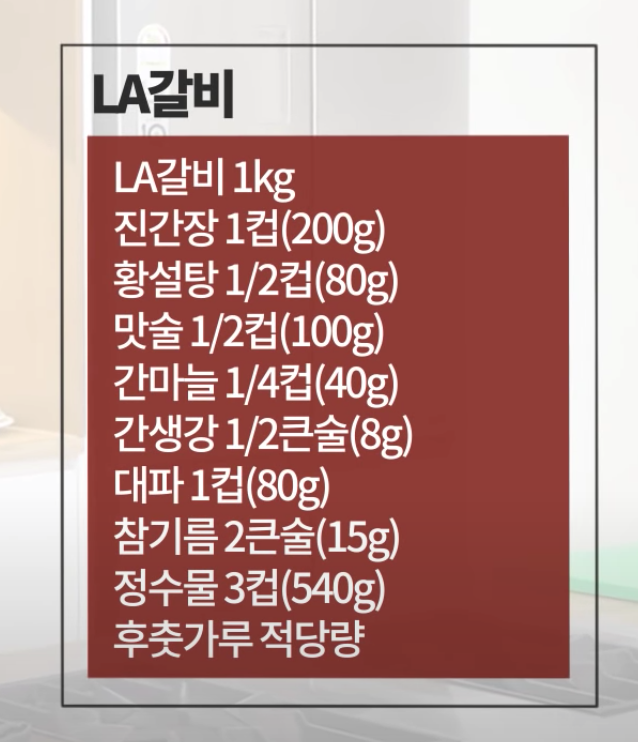 LA갈비
LA갈비 1kg
진간장 1컵(200g)
황설탕 1/2컵(80g)
맛술 1/2컵(100g)
간마늘 1/4컵(40g)
간생강 1/2큰술(8g)
대파 1컵(80g)
참기름 2큰술(15g)
정수물 3컵(540g)
후춧가루 적당량